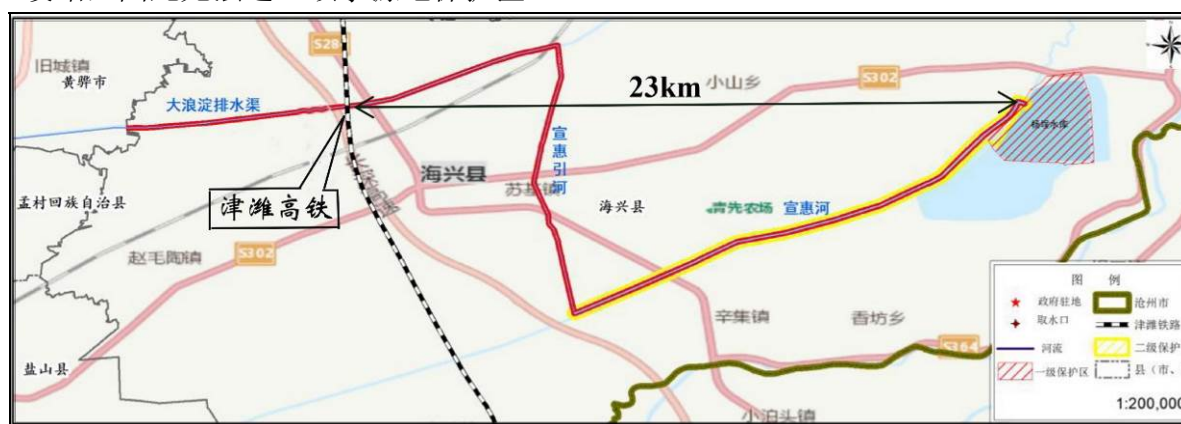 S28
23km
旧城镇
黄骅市
小山乡
S302
大浪淀排水渠
杨埕水库
宣惠引河
海兴县
苏基镇
津潍高铁
孟村回族自治县
海兴县
青先农场
宣惠河
S302
赵毛陶镇
图 例
政府驻地
沧州市
取水口
津潍铁路
辛集镇
香坊乡
河流
二级保护
S364
盐山县
一级保护区
县（市、
1:200,000
小泊头镇